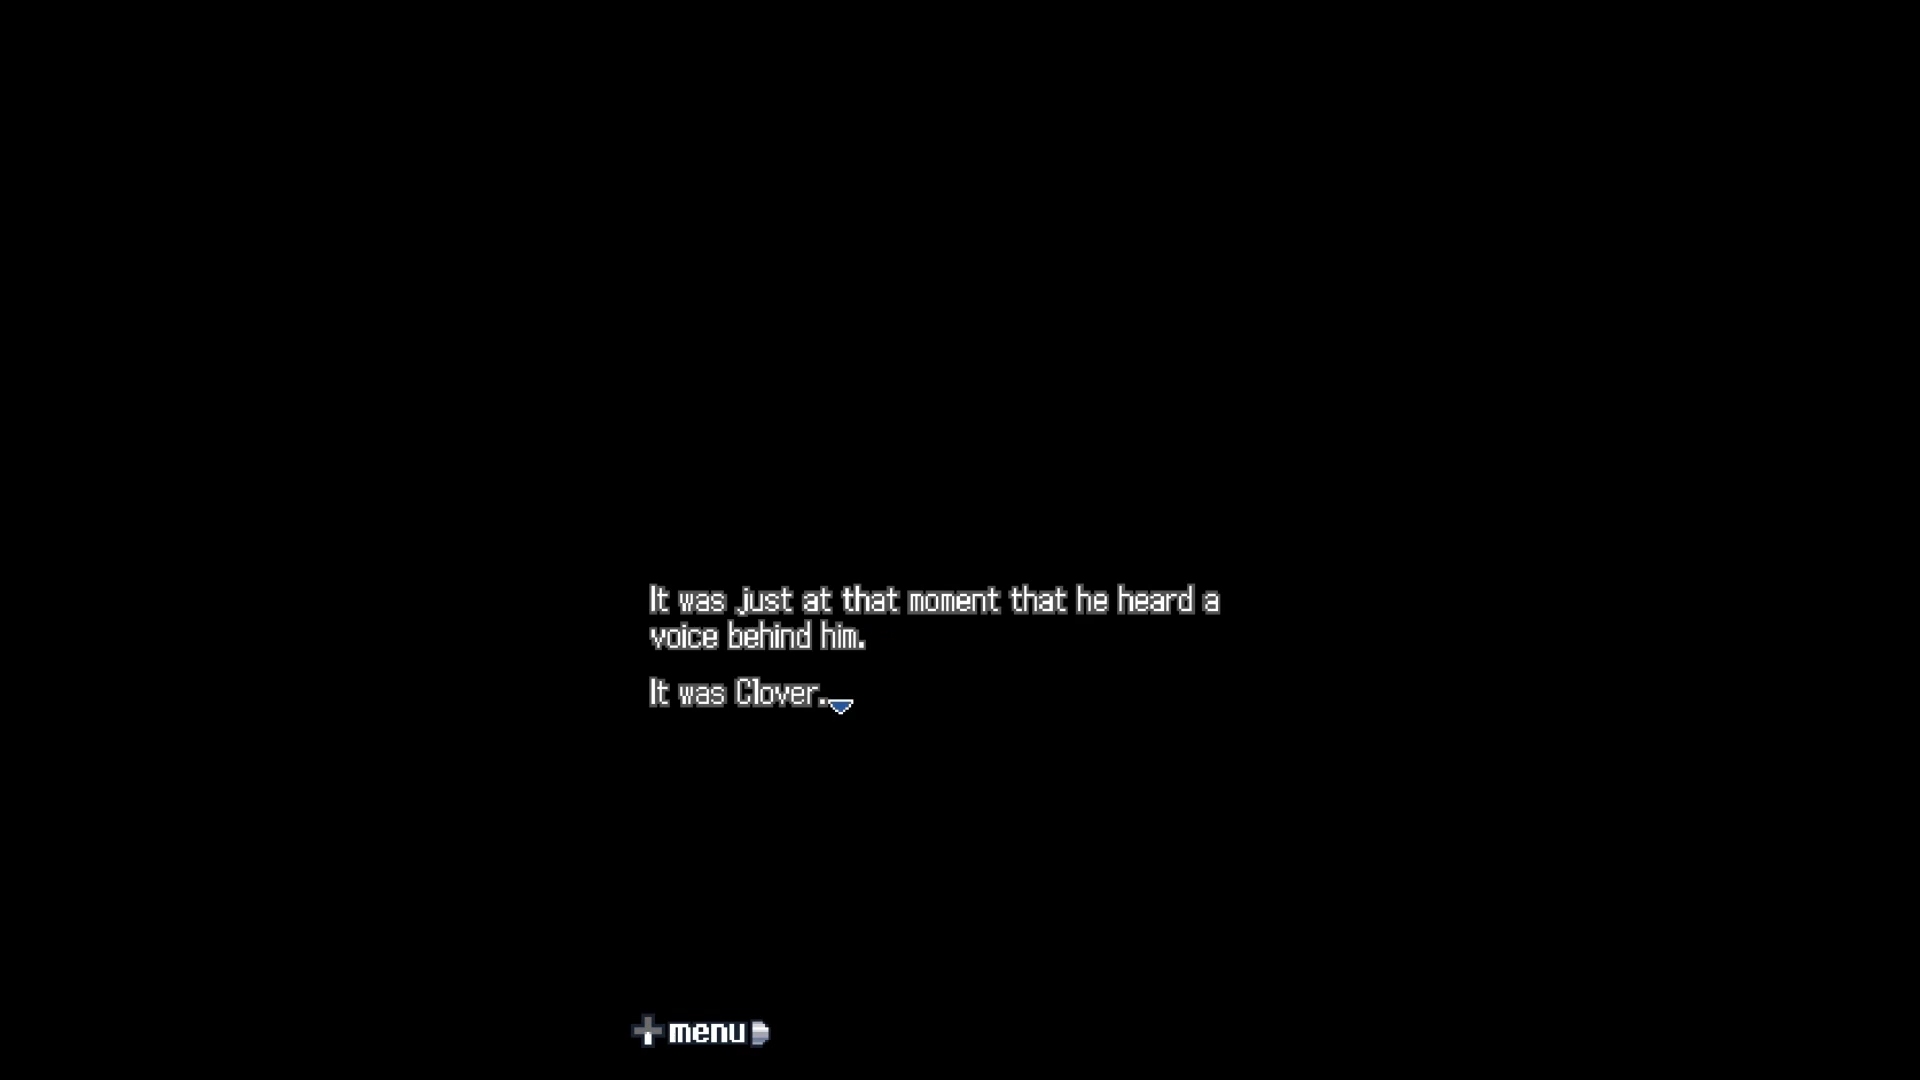 It was just at that moment that he heard a
voice behind him.
It was Clover.
menu